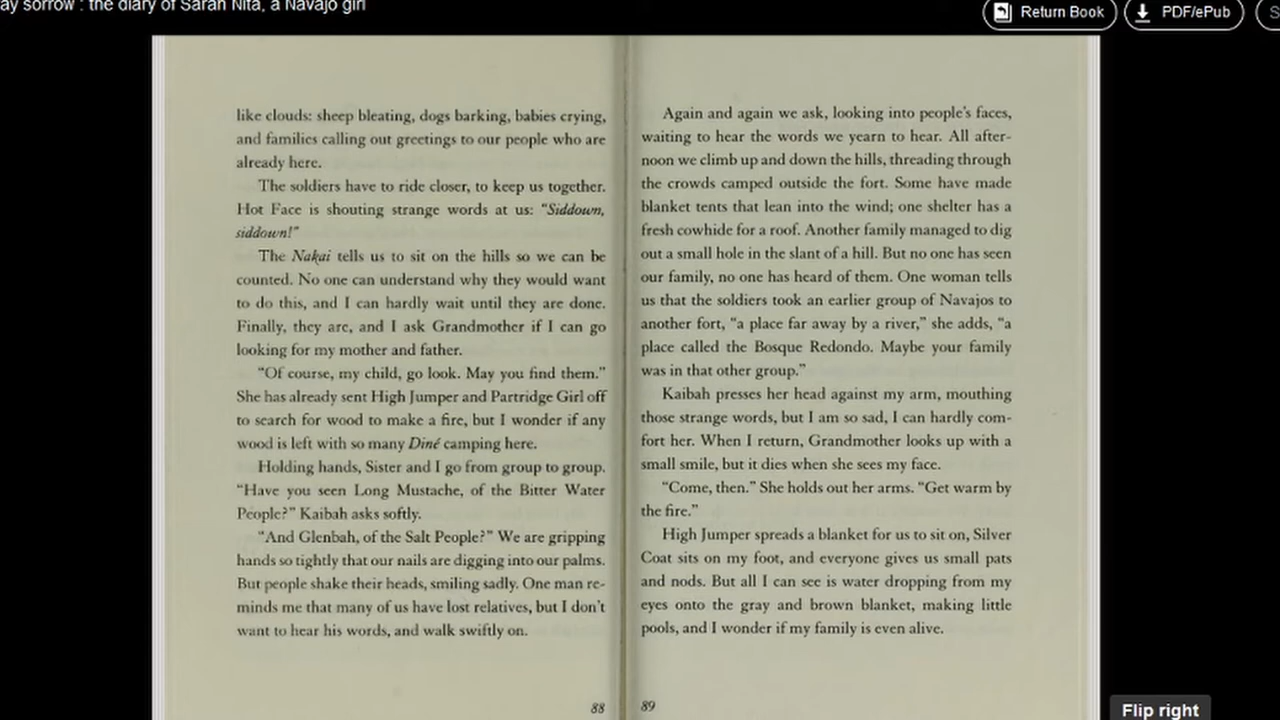 ay sorrow : the diary of Sarah Nita, a Navajo girl
Return Book
PDF/ePub
S
like clouds: sheep bleating, dogs barking, babies crying,
and families calling out greetings to our people who are
already here.
The soldiers have to ride closer, to keep us together.
Hot Face is shouting strange words at us: “Siddown,
siddown!”
The Nakai tells us to sit on the hills so we can be
counted. No one can understand why they would want
to do this, and I can hardly wait until they are done.
Finally, they are, and I ask Grandmother if I can go
looking for my mother and father.
“Of course, my child, go look. May you find them.”
She has already sent High Jumper and Partridge Girl off
to search for wood to make a fire, but I wonder if any
wood is left with so many Diné camping here.
Holding hands, Sister and I go from group to group.
“Have you seen Long Mustache, of the Bitter Water
People?” Kaibah asks softly.
“And Glenbah, of the Salt People?” We are gripping
hands so tightly that our nails are digging into our palms.
But people shake their heads, smiling sadly. One man re-
minds me that many of us have lost relatives, but I don’t
want to hear his words, and walk swiftly on.
88
Again and again we ask, looking into people’s faces,
waiting to hear the words we yearn to hear. All after-
noon we climb up and down the hills, threading through
the crowds camped outside the fort. Some have made
blanket tents that lean into the wind; one shelter has a
fresh cowhide for a roof. Another family managed to dig
out a small hole in the slant of a hill. But no one has seen
our family, no one has heard of them. One woman tells
us that the soldiers took an earlier group of Navajos to
another fort, “a place far away by a river,” she adds, “a
place called the Bosque Redondo. Maybe your family
was in that other group.”
Kaibah presses her head against my arm, mouthing
those strange words, but I am so sad, I can hardly com-
fort her. When I return, Grandmother looks up with a
small smile, but it dies when she sees my face.
“Come, then.” She holds out her arms. “Get warm by
the fire.”
High Jumper spreads a blanket for us to sit on, Silver
Coat sits on my foot, and everyone gives us small pats
and nods. But all I can see is water dropping from my
eyes onto the gray and brown blanket, making little
pools, and I wonder if my family is even alive.
89
Flip right